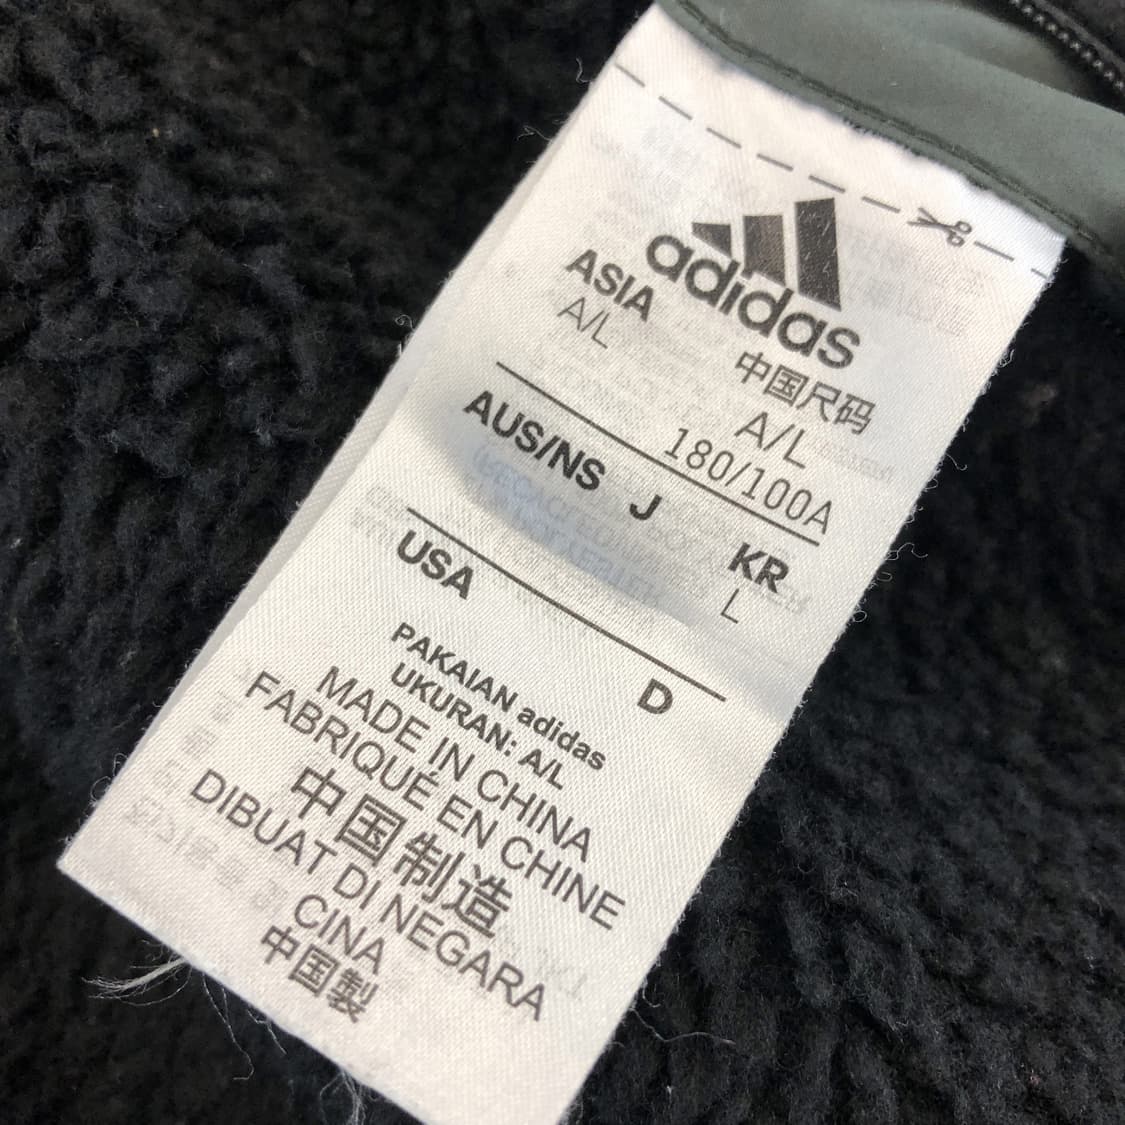 adidas
ASIA
A/L
中国尺码
A/L
180/100A
AUS/NS
J
KR
L
USA
D
PAKAIAN adidas
UKURAN: A/L
MADE IN CHINA
FABRIQUÉ EN CHINE
中国制造
DIBUAT DI NEGARA
CINA
中国製